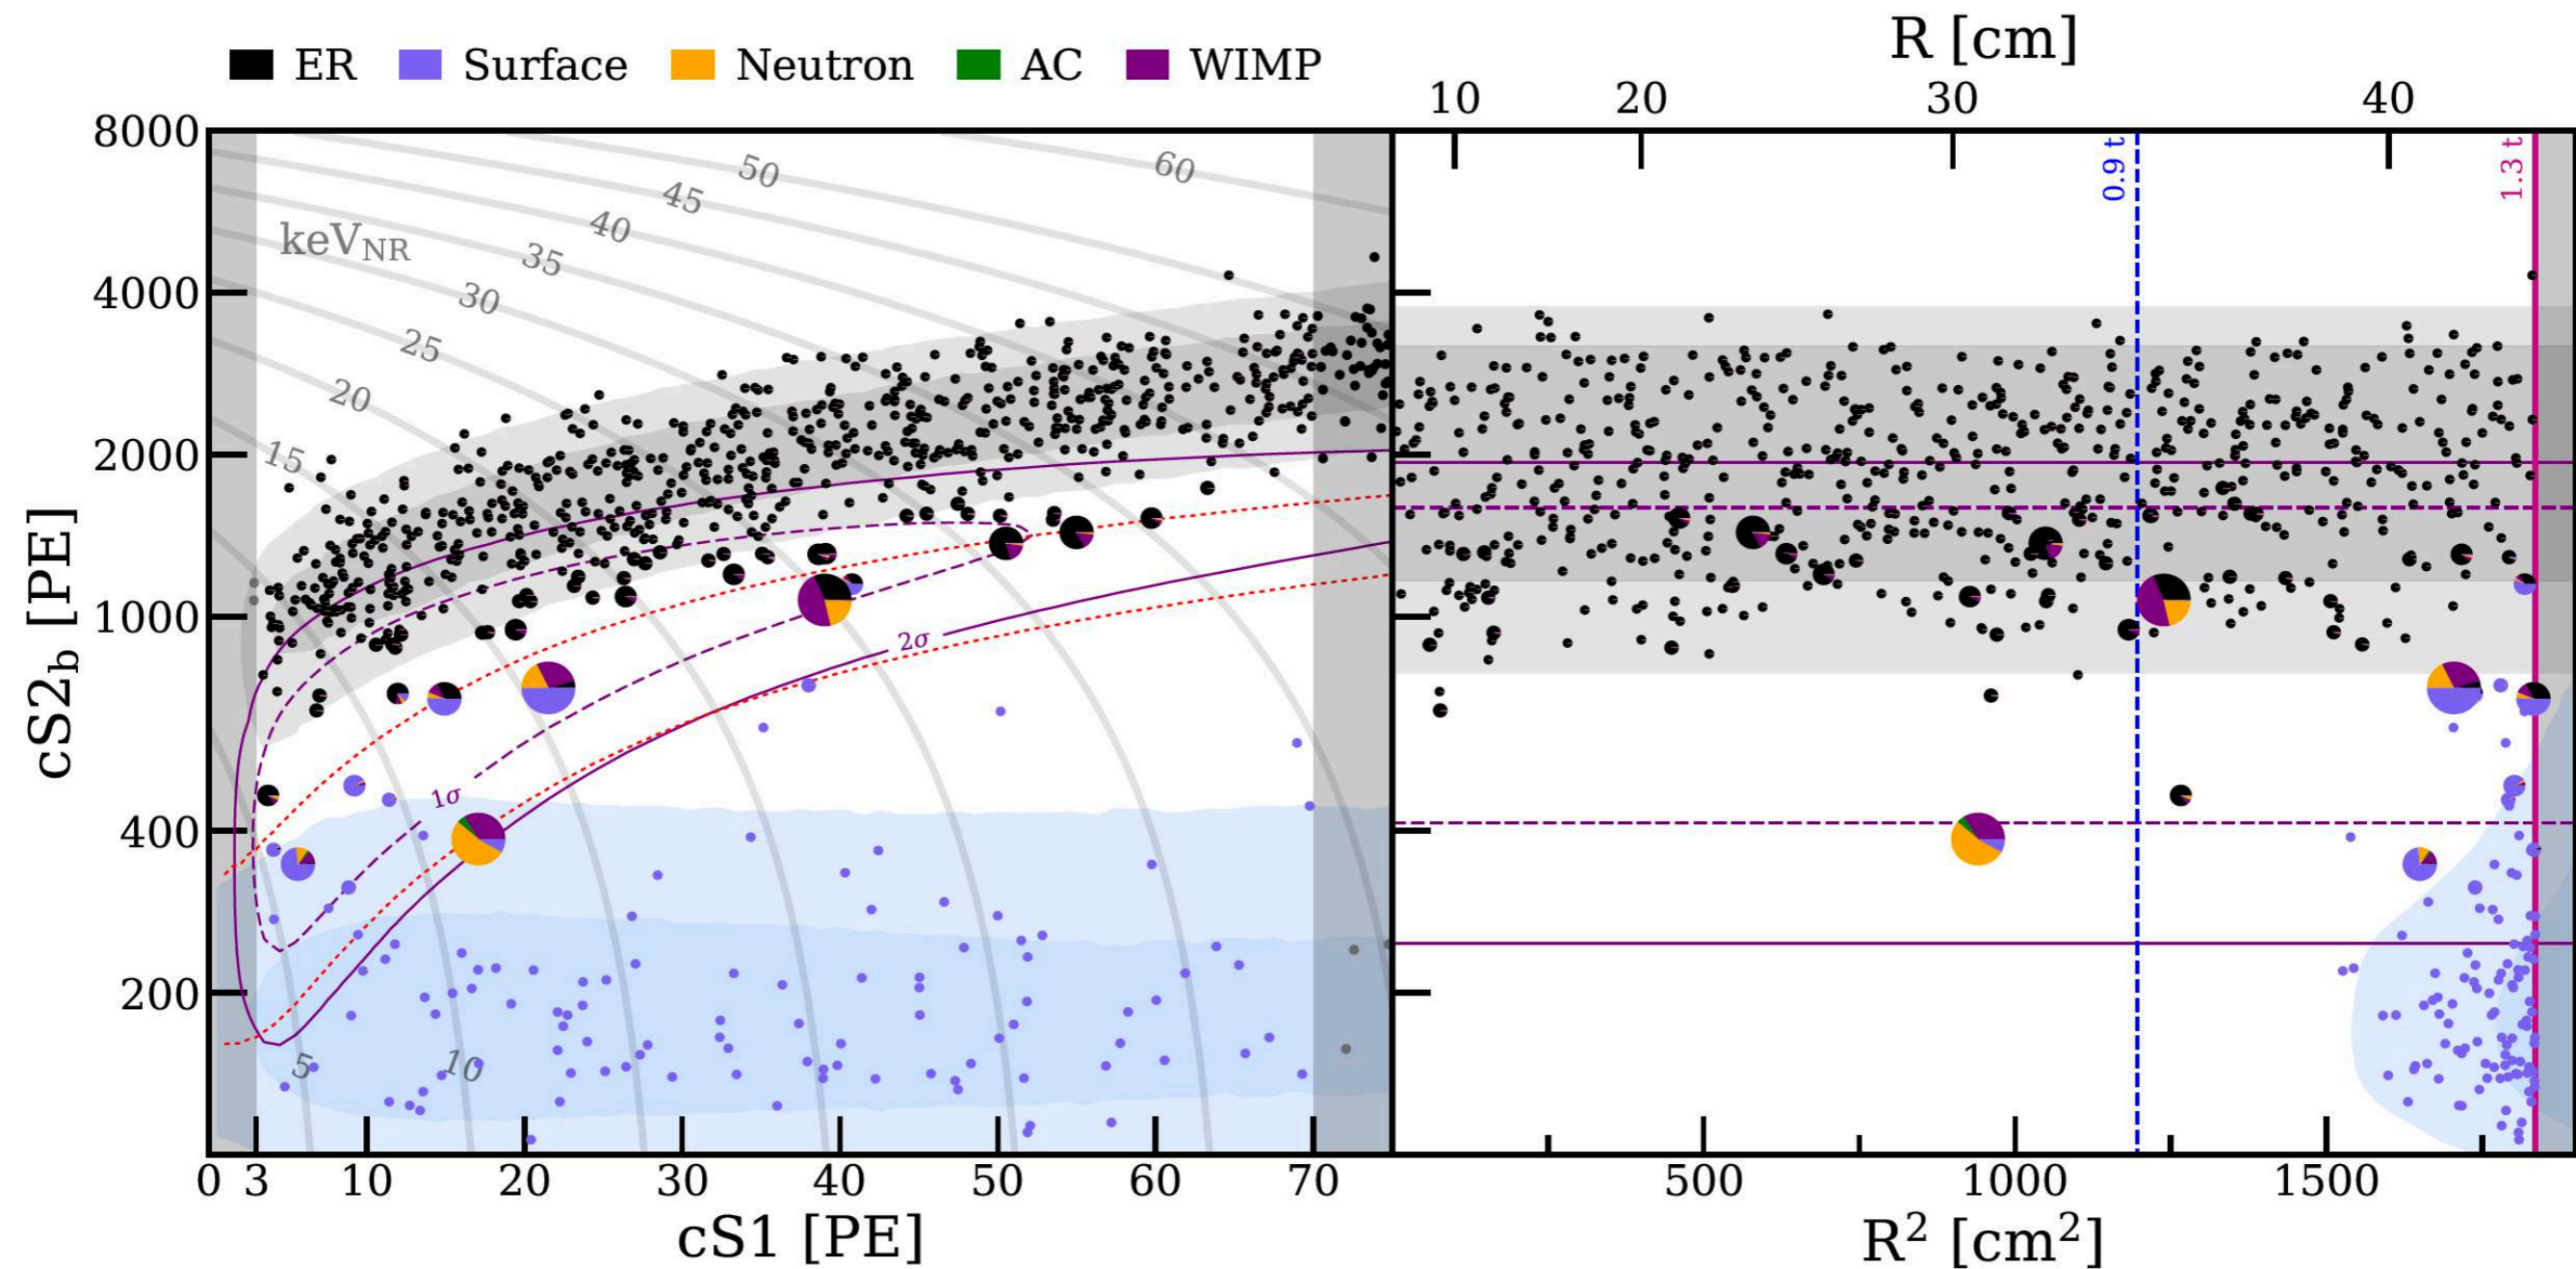 ER Surface Neutron AC WIMP
R [cm]
10 20 30 40
8000
4000
2000
1000
400
200
cS2b [PE]
keVNR
50
60
45
40
35
30
25
20
15
5
10
1σ
2σ
0.9 t
1.3 t
0 3 10 20 30 40 50 60 70
500 1000 1500
cS1 [PE]
R² [cm²]